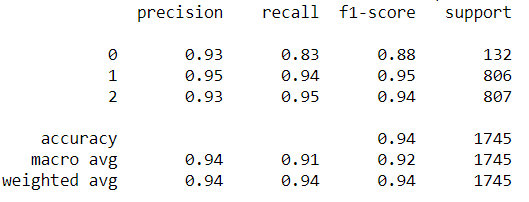 precision recall f1-score support
0 0.93 0.83 0.88 132
1 0.95 0.94 0.95 806
2 0.93 0.95 0.94 807
accuracy 0.94 1745
macro avg 0.94 0.91 0.92 1745
weighted avg 0.94 0.94 0.94 1745